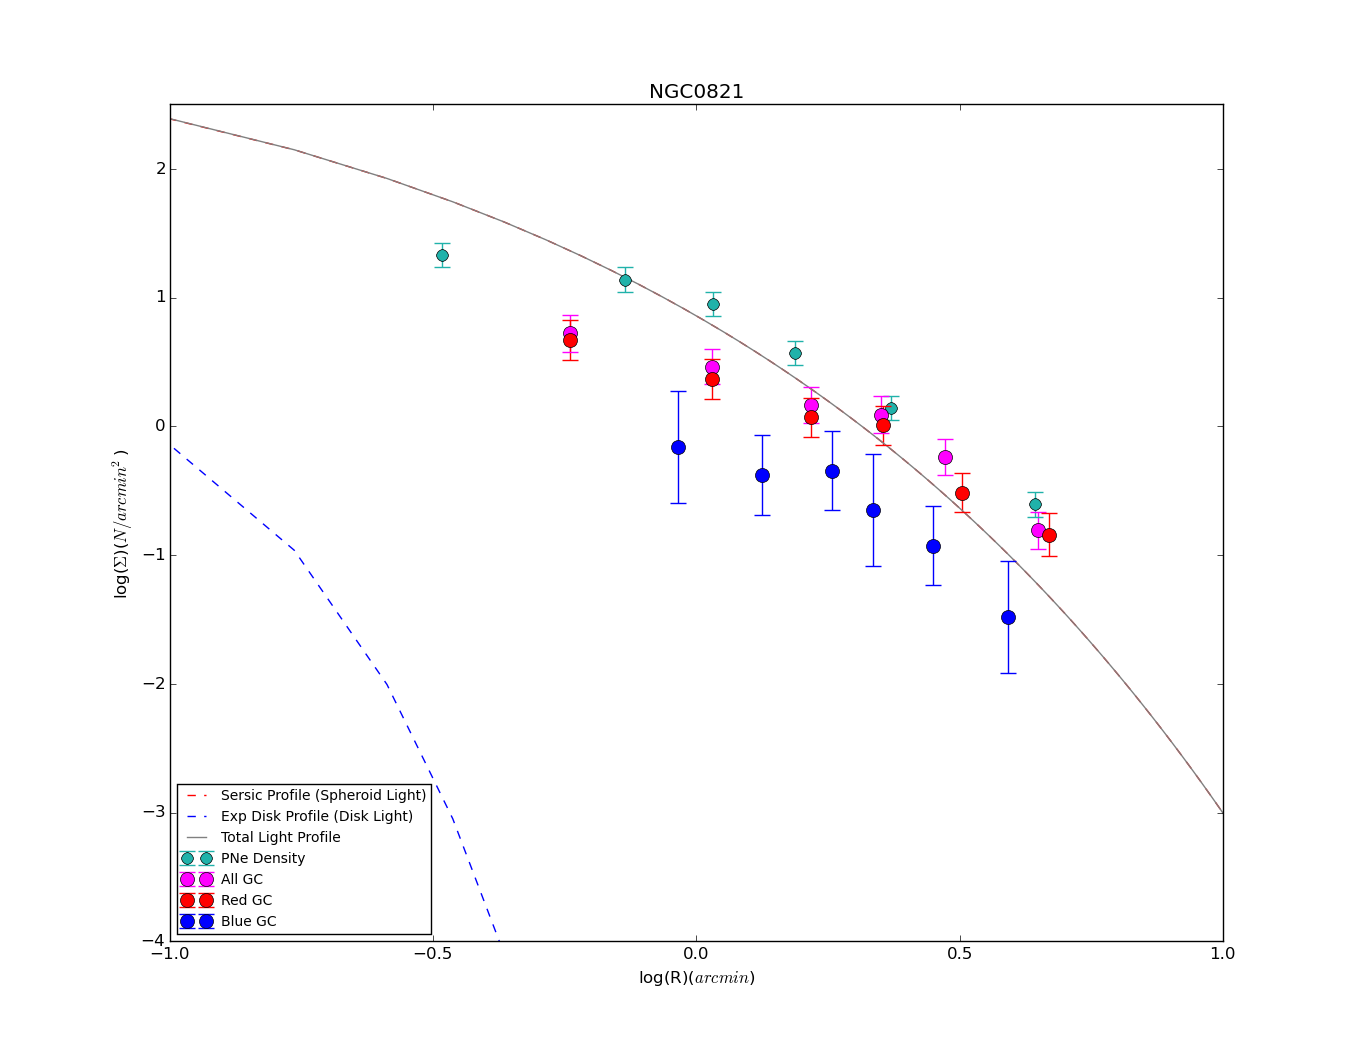 NGC0821
log(Σ)(N/arcmin²)
2
1
0
−1
−2
−3
−4
Sersic Profile (Spheroid Light)
Exp Disk Profile (Disk Light)
Total Light Profile
PNe Density
All GC
Red GC
Blue GC
−1.0 −0.5 0.0 0.5 1.0
log(R)(arcmin)